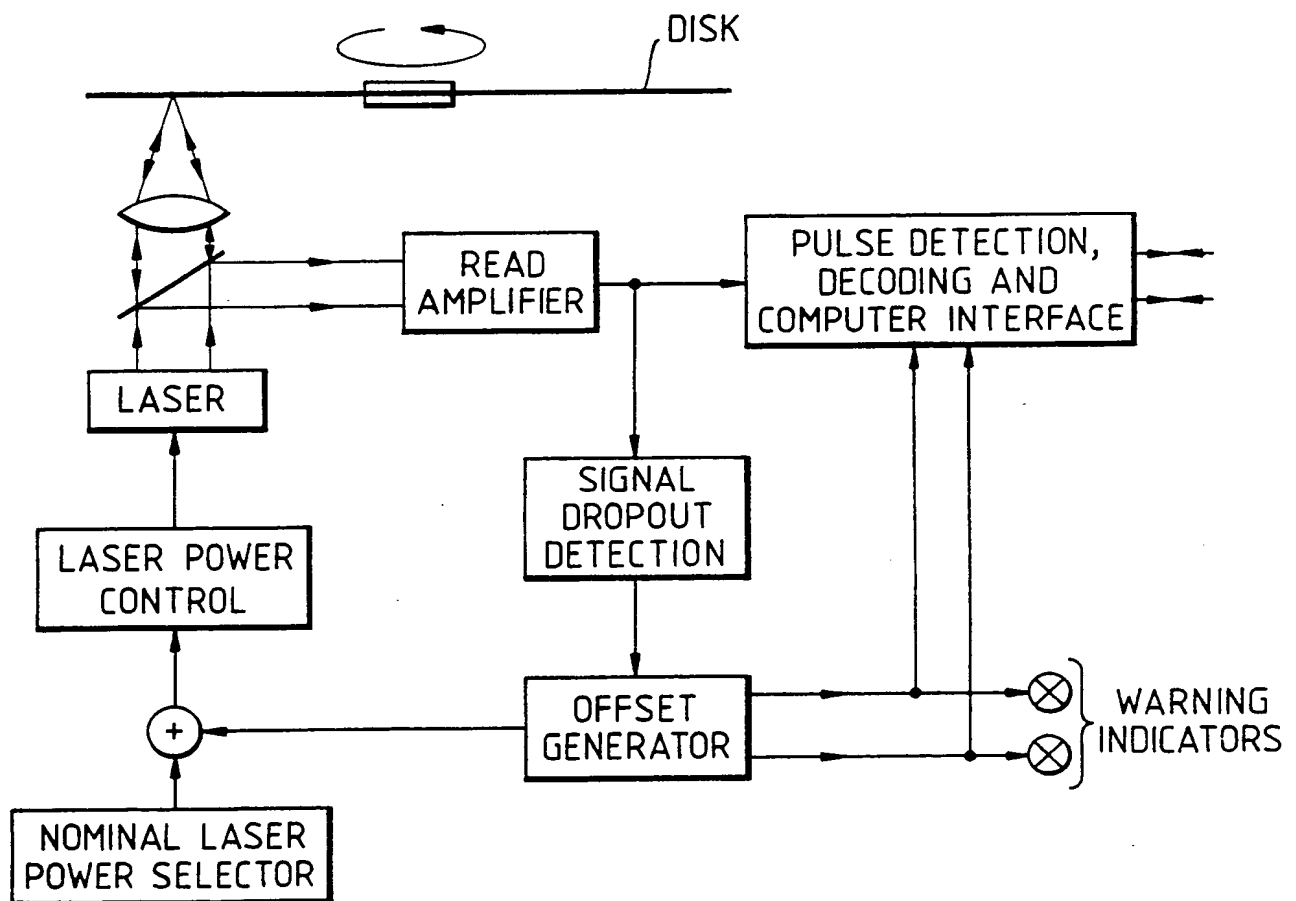 DISK
READ
AMPLIFIER
PULSE DETECTION,
DECODING AND
COMPUTER INTERFACE
LASER
SIGNAL
DROPOUT
DETECTION
LASER POWER
CONTROL
OFFSET
GENERATOR
WARNING
INDICATORS
+
NOMINAL LASER
POWER SELECTOR